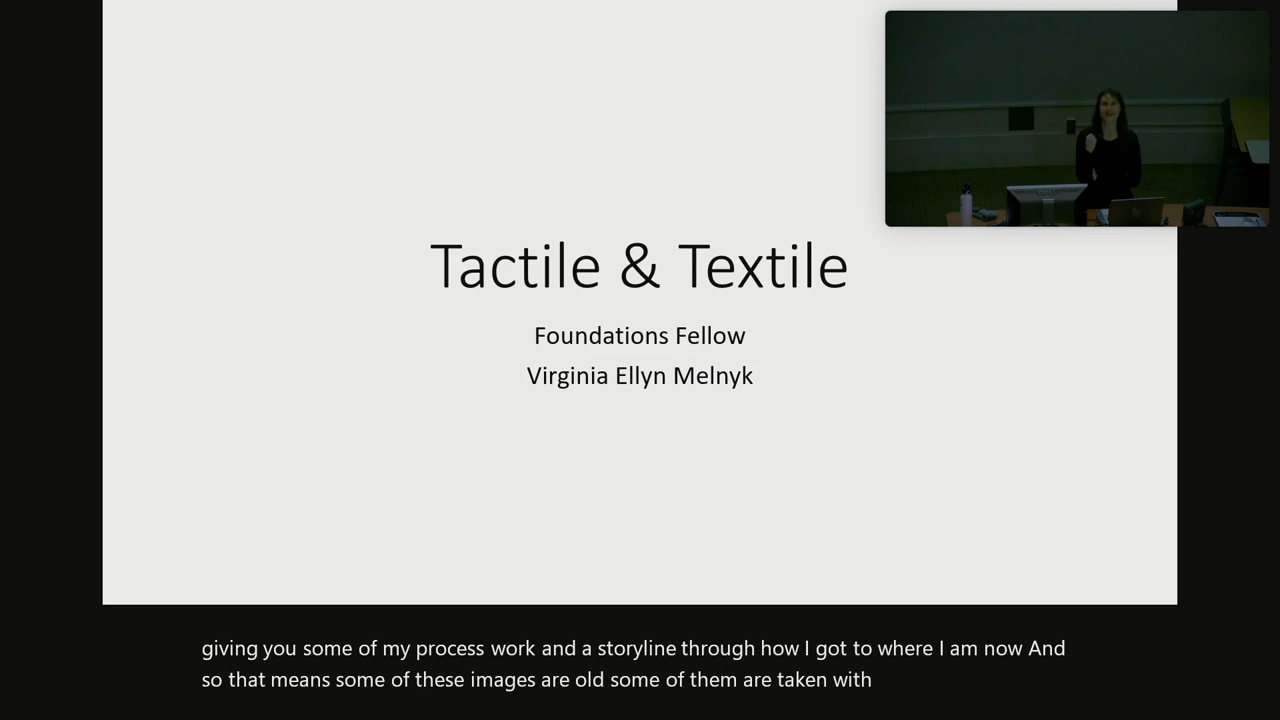 Tactile & Textile
Foundations Fellow
Virginia Ellyn Melnyk
giving you some of my process work and a storyline through how I got to where I am now And
so that means some of these images are old some of them are taken with